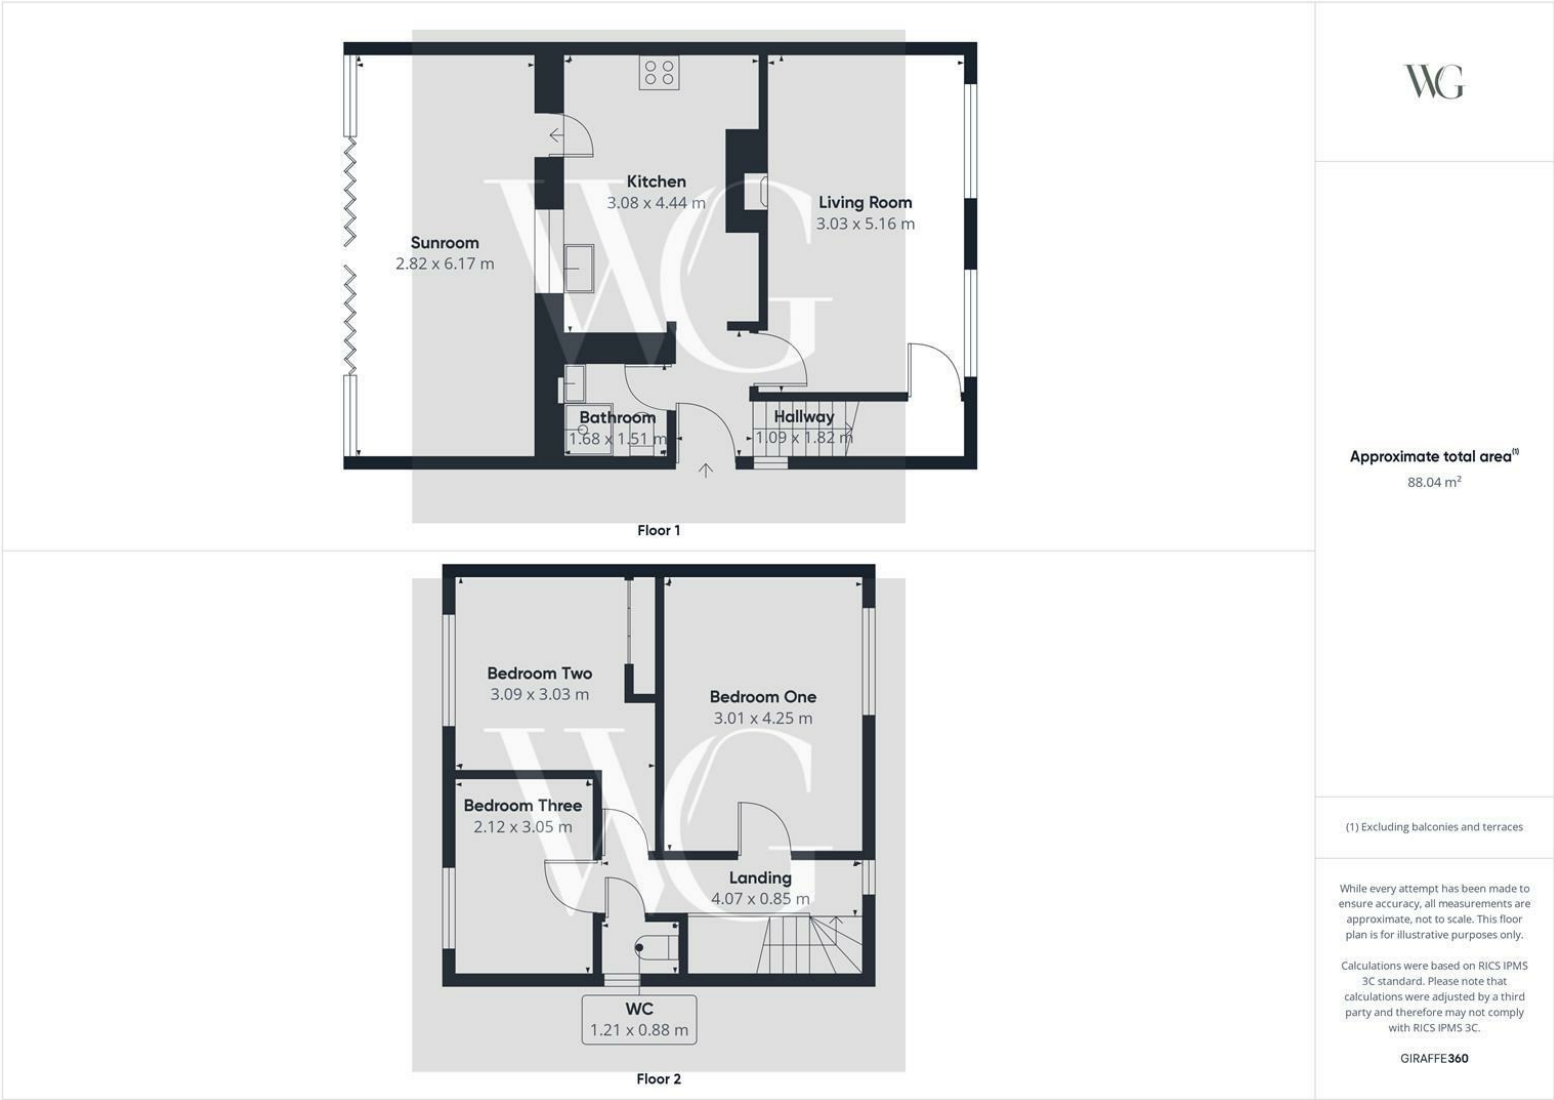 WG
Kitchen
3.08 x 4.44 m
Living Room
3.03 x 5.16 m
Sunroom
2.82 x 6.17 m
WG
Bathroom
1.68 x 1.51 m
Hallway
1.09 x 1.82 m
Floor 1
Approximate total area(1)
88.04 m²
Bedroom Two
3.09 x 3.03 m
Bedroom One
3.01 x 4.25 m
WG
Bedroom Three
2.12 x 3.05 m
Landing
4.07 x 0.85 m
WC
1.21 x 0.88 m
Floor 2
(1) Excluding balconies and terraces
While every attempt has been made to
ensure accuracy, all measurements are
approximate, not to scale. This floor
plan is for illustrative purposes only.
Calculations were based on RICS IPMS
3C standard. Please note that
calculations were adjusted by a third
party and therefore may not comply
with RICS IPMS 3C.
GIRAFFE360